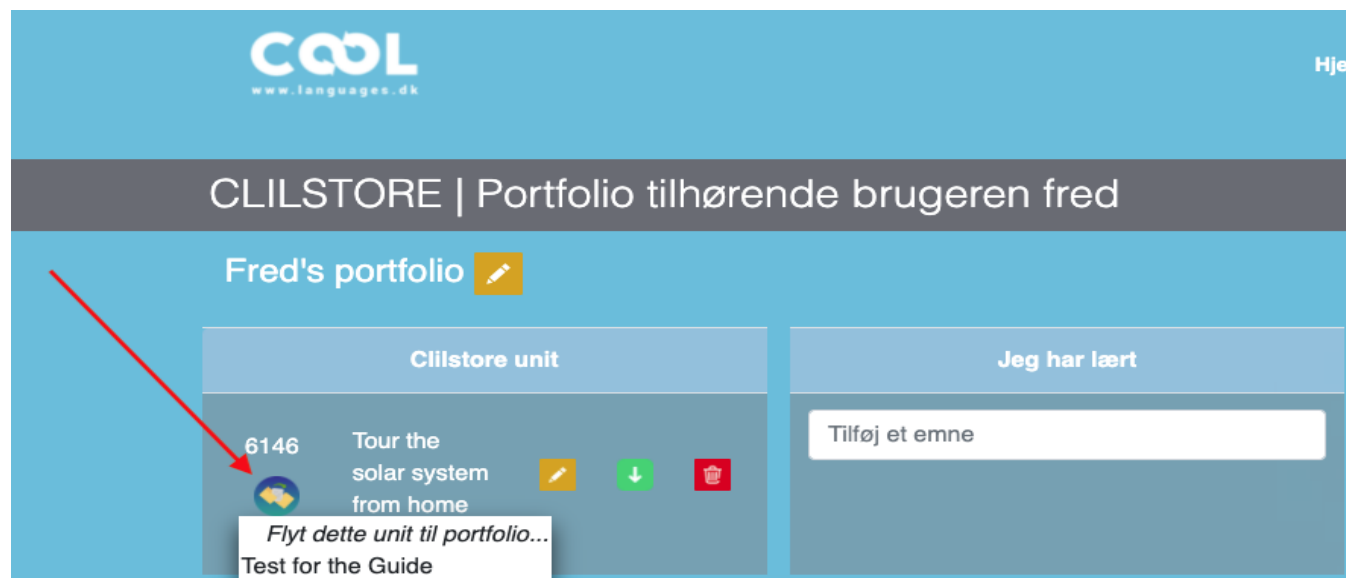 COOL
www.languages.dk
CLILSTORE | Portfolio tilhørende brugeren fred
Fred's portfolio
Clilstore unit
Jeg har lært
6146
Tour the
solar system
from home
Tilføj et emne
Flyt dette unit til portfolio...
Test for the Guide